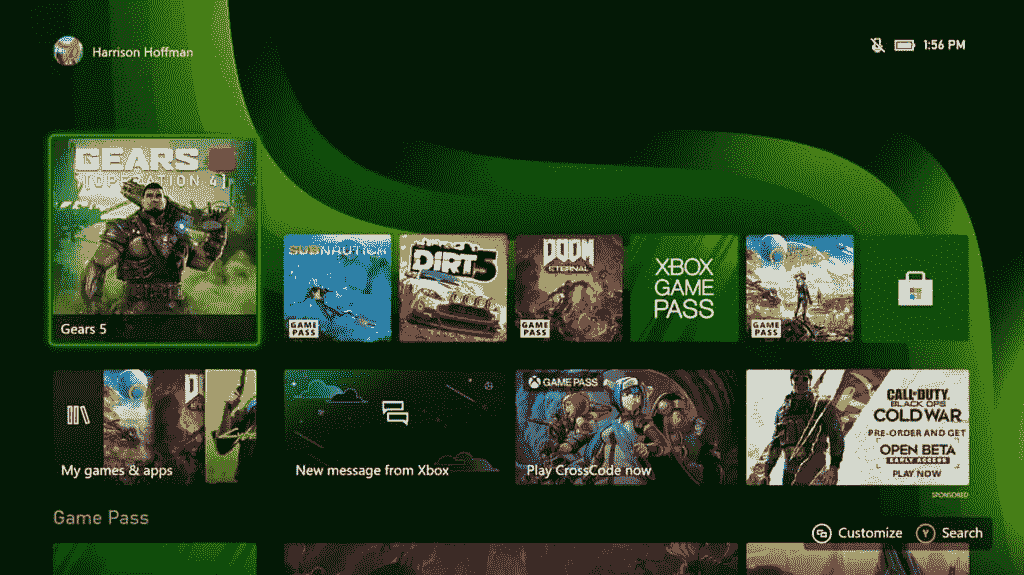 Harrison Hoffman
1:56 PM
GEARS
[OPERATION 4]
Gears 5
SUBNAUTICA
GAME
PASS
DIRT 5
DOOM
ETERNAL
GAME
PASS
XBOX
GAME
PASS
GAME
PASS
My games & apps
D
New message from Xbox
GAME PASS
Play CrossCode now
CALL OF DUTY
BLACK OPS
COLD WAR
PRE-ORDER AND GET
OPEN BETA
EARLY ACCESS
PLAY NOW
SPONSORED
Game Pass
Customize
Y Search